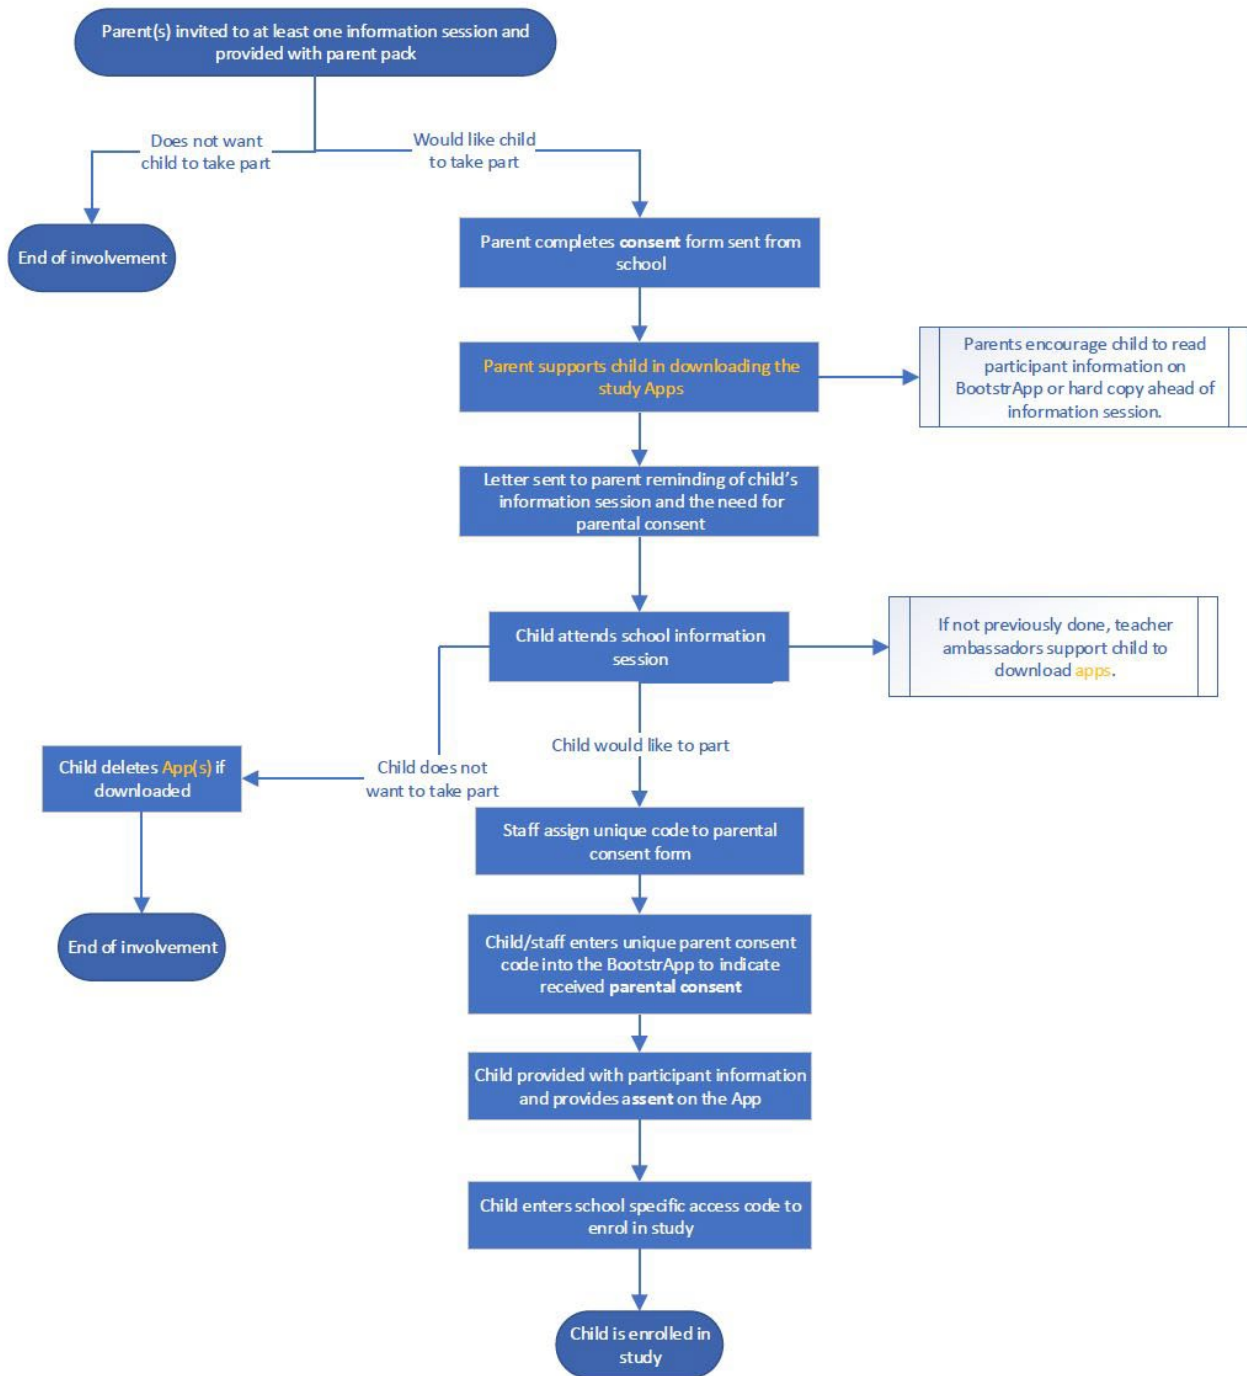 Parent(s) invited to at least one information session and
provided with parent pack
Does not want
child to take part
Would like child
to take part
End of involvement
Parent completes consent form sent from
school
Parent supports child in downloading the
study Apps
Parents encourage child to read
participant information on
BootstrApp or hard copy ahead of
information session.
Letter sent to parent reminding of child's
information session and the need for
parental consent
Child attends school information
session
If not previously done, teacher
ambassadors support child to
download apps.
Child would like to part
Child does not
want to take part
Child deletes App(s) if
downloaded
Staff assign unique code to parental
consent form
End of involvement
Child/staff enters unique parent consent
code into the BootstrApp to indicate
received parental consent
Child provided with participant information
and provides assent on the App
Child enters school specific access code to
enrol in study
Child is enrolled in
study